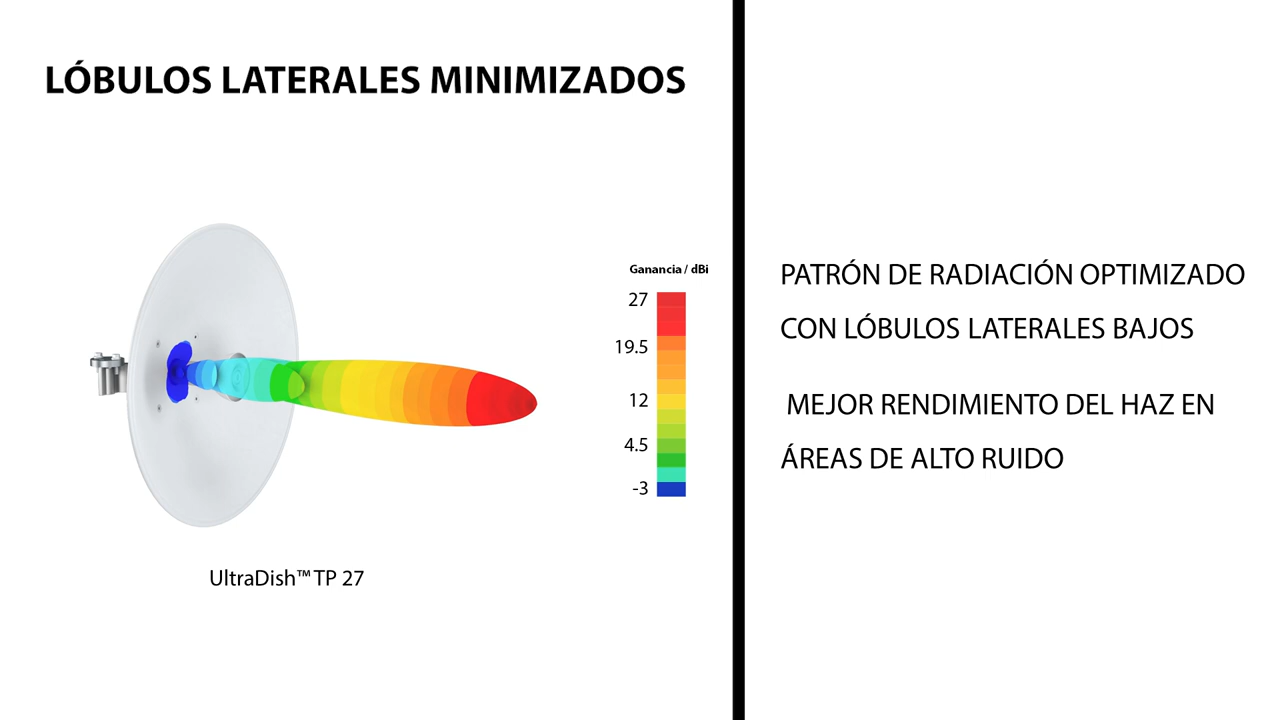 LÓBULOS LATERALES MINIMIZADOS
Ganancia / dBi
27
19.5
12
4.5
-3
UltraDish™ TP 27
PATRÓN DE RADIACIÓN OPTIMIZADO
CON LÓBULOS LATERALES BAJOS
MEJOR RENDIMIENTO DEL HAZ EN
ÁREAS DE ALTO RUIDO